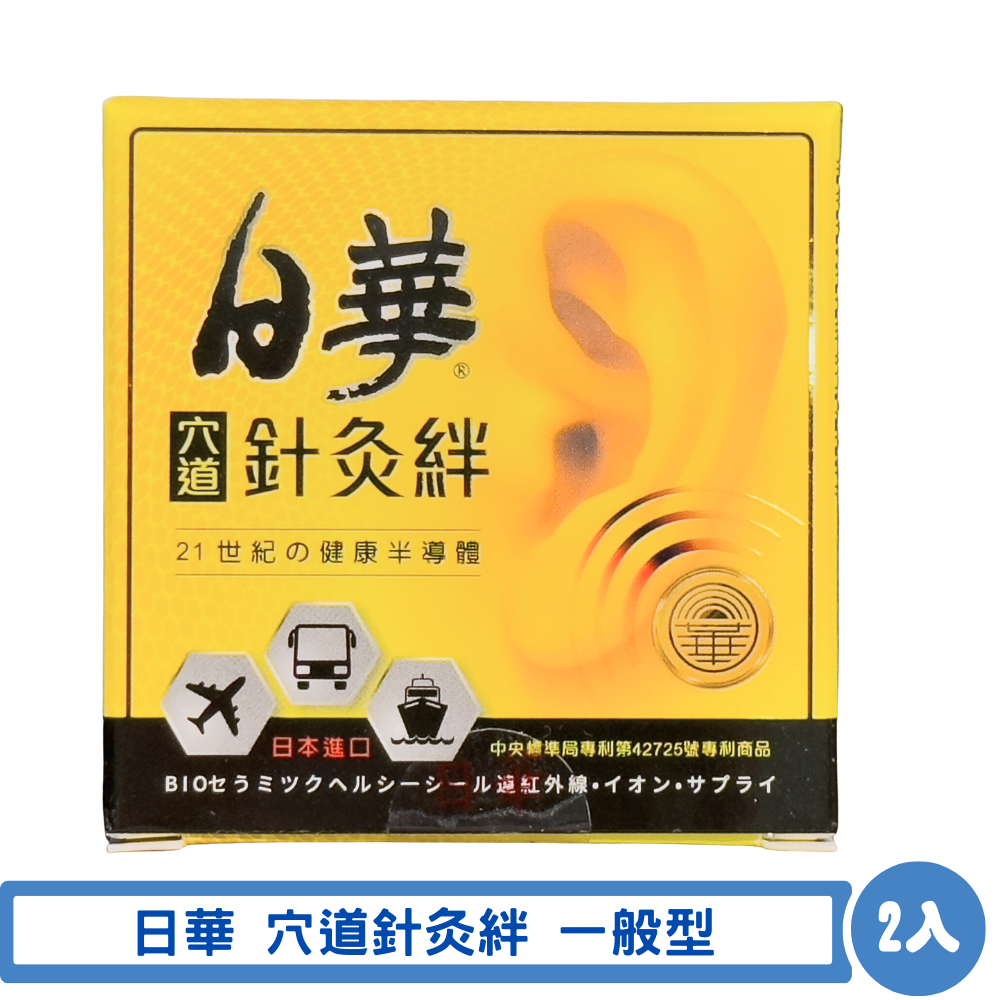 日華®
穴道 針灸絆
21世紀の健康半導體
華
日本進口
中央標準局專利第42725號專利商品
BIOセうミツクヘルシーシール遠紅外線・イオン・サプライ
日華
日華 穴道針灸絆 一般型
2入